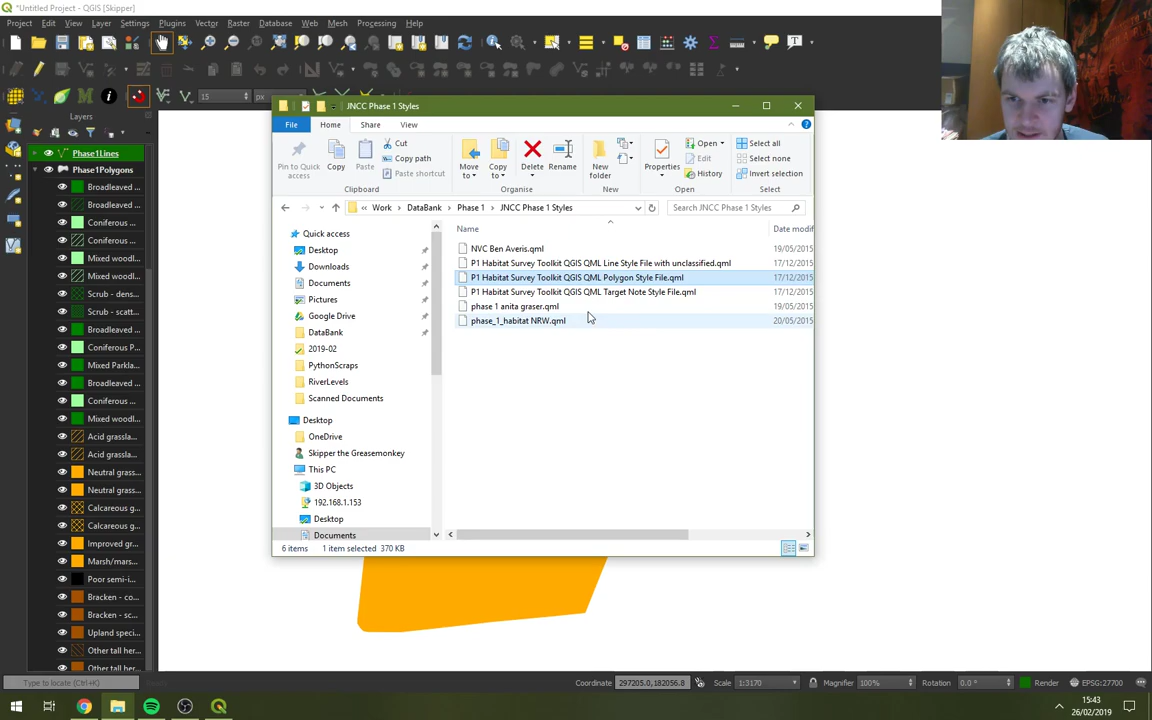 *Untitled Project - QGIS [Skipper]
Project Edit View Layer Settings Plugins Vector Raster Database Web Mesh Processing Help
15 px
Layers
Phase1Lines
Phase1Polygons
Broadleaved ...
Broadleaved ...
Coniferous ...
Coniferous ...
Mixed wood...
Mixed wood...
Scrub - dens...
Scrub - scatt...
Broadleaved ...
Coniferous P...
Mixed Parkla...
Broadleaved ...
Coniferous ...
Mixed wood...
Acid grassla...
Acid grassla...
Neutral grass...
Neutral grass...
Calcareous g...
Calcareous g...
Improved gr...
Marsh/mars...
Poor semi-i...
Bracken - co...
Bracken - sc...
Upland speci...
Other tall her...
Other tall her...
JNCC Phase 1 Styles
File Home Share View
Pin to Quick access
Copy
Paste
Cut
Copy path
Paste shortcut
Clipboard
Move to
Copy to
Delete
Rename
Organise
New folder
New
Properties
Open
Edit
History
Open
Select all
Select none
Invert selection
Select
Work DataBank Phase 1 JNCC Phase 1 Styles
Search JNCC Phase 1 Styles
Quick access
Desktop
Downloads
Documents
Pictures
Google Drive
DataBank
2019-02
PythonScraps
RiverLevels
Scanned Documents
Desktop
OneDrive
Skipper the Greasemonkey
This PC
3D Objects
192.168.1.153
Desktop
Documents
Name Date modif
NVC Ben Averis.qml 19/05/2015
P1 Habitat Survey Toolkit QGIS QML Line Style File with unclassified.qml 17/12/2015
P1 Habitat Survey Toolkit QGIS QML Polygon Style File.qml 17/12/2015
P1 Habitat Survey Toolkit QGIS QML Target Note Style File.qml 17/12/2015
phase 1 anita graser.qml 19/05/2015
phase_1_habitat NRW.qml 20/05/2015
6 items 1 item selected 370 KB
Type to locate (Ctrl+K)
Coordinate 297205.0,182056.8 Scale 1:3170 Magnifier 100% Rotation 0.0 ° Render EPSG:27700
15:43
26/02/2019